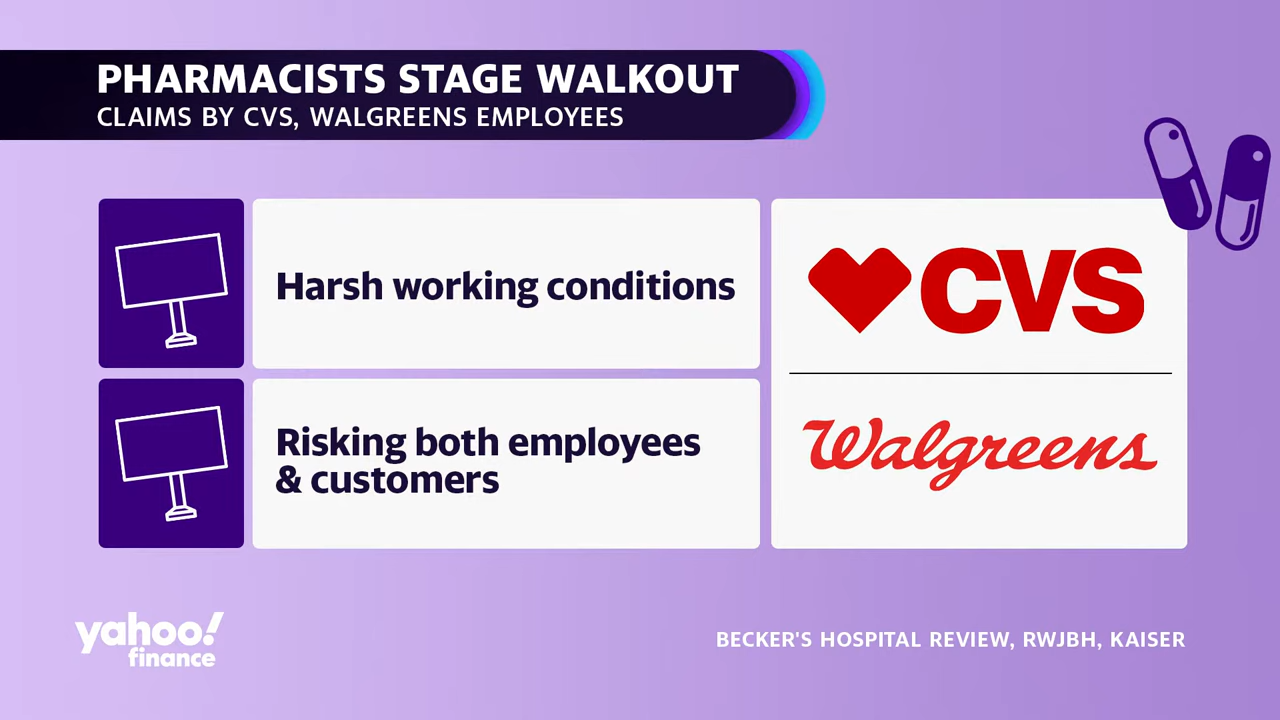 PHARMACISTS STAGE WALKOUT
CLAIMS BY CVS, WALGREENS EMPLOYEES
Harsh working conditions
Risking both employees
& customers
CVS
Walgreens
yahoo!
finance
BECKER'S HOSPITAL REVIEW, RWJBH, KAISER